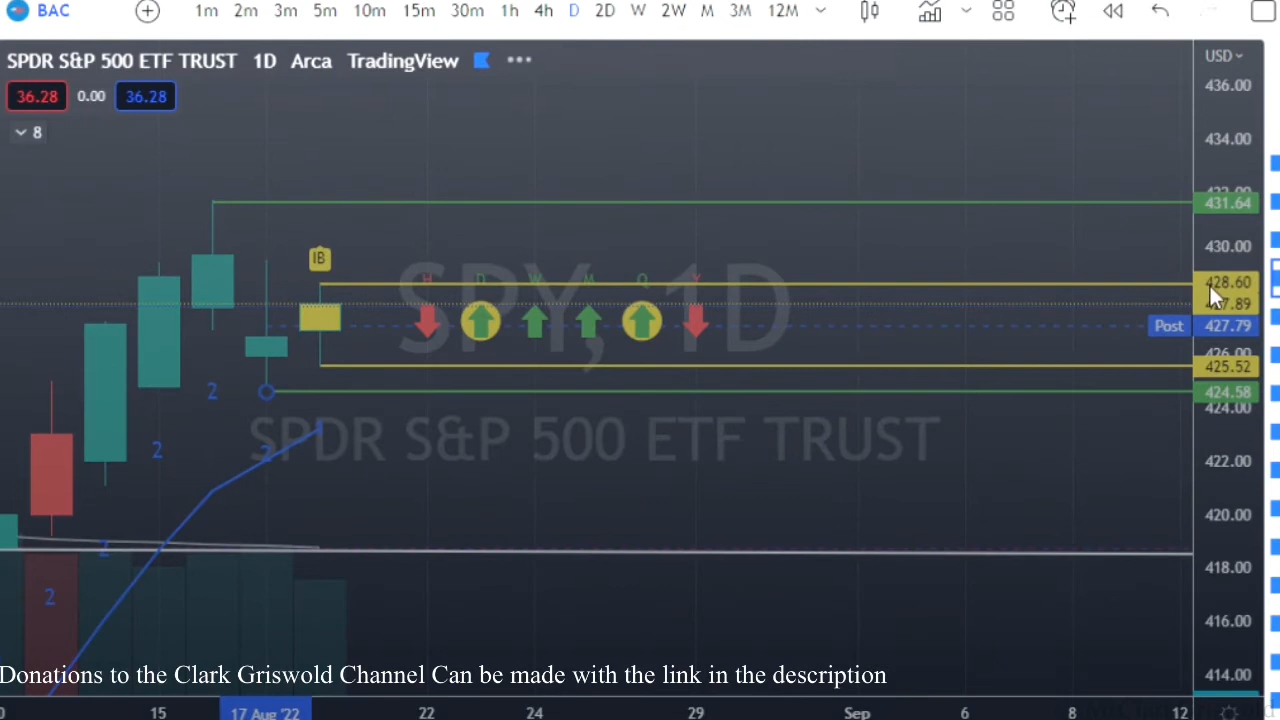 BAC 1m 2m 3m 5m 10m 15m 30m 1h 4h D 2D W 2W M 3M 12M
SPDR S&P 500 ETF TRUST 1D Arca TradingView
USD
36.28 0.00 36.28
8
436.00
434.00
431.64
430.00
IB
428.60
H D W M Q Y
SPY, 1D
Post 427.79
426.00
425.52
2
424.58
424.00
SPDR S&P 500 ETF TRUST
2 2
422.00
420.00
2
418.00
2
416.00
Donations to the Clark Griswold Channel Can be made with the link in the description
414.00
15 17 Aug '22 22 24 29 Sep 6 8 12